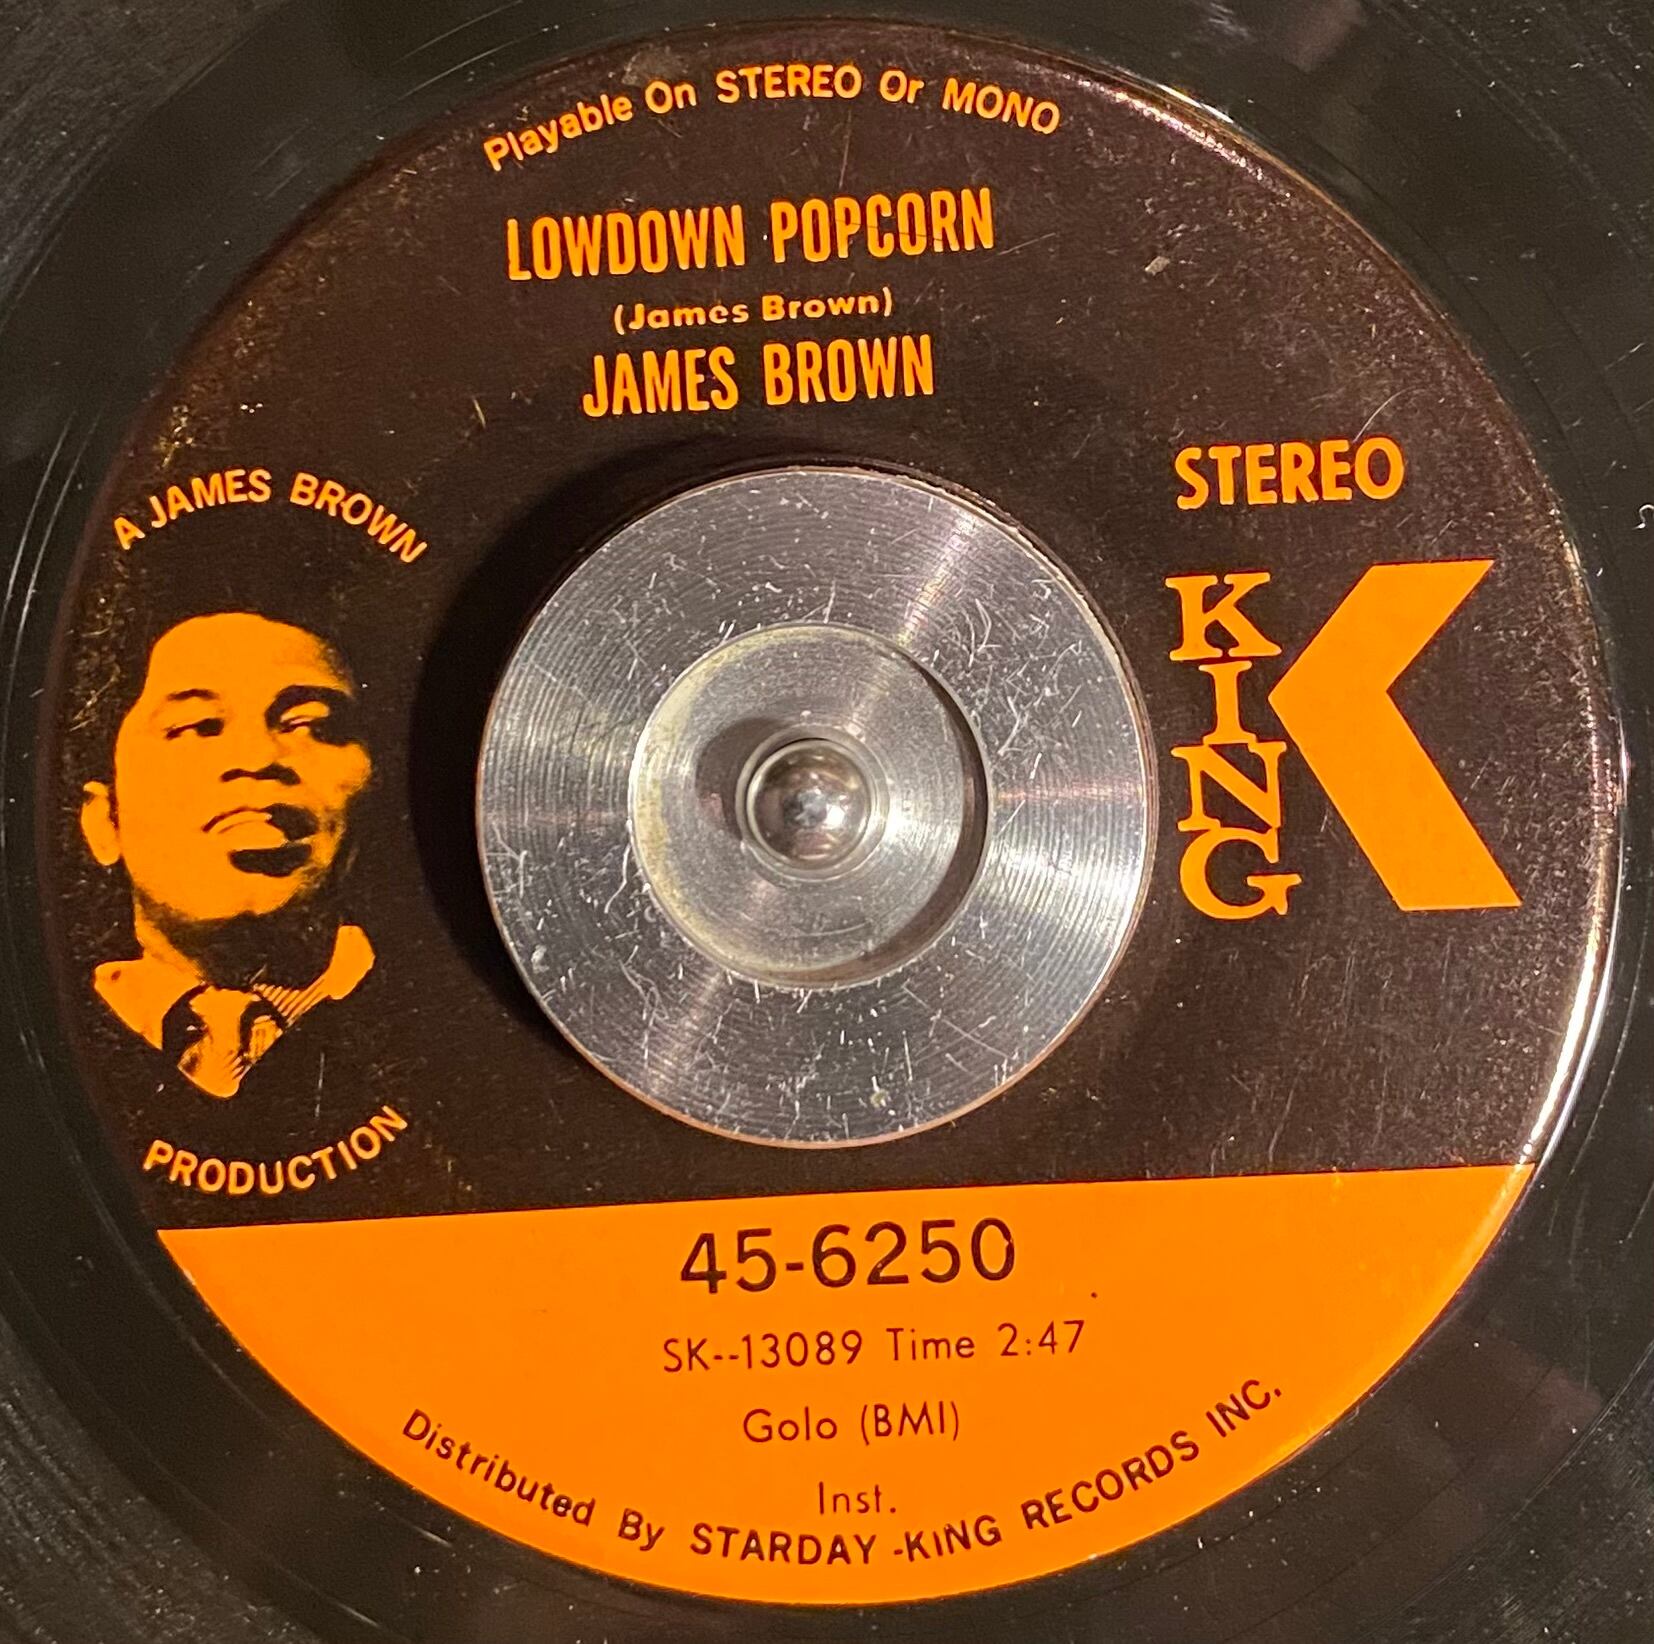 Playable On STEREO Or MONO
LOWDOWN POPCORN
(James Brown)
JAMES BROWN
A JAMES BROWN
PRODUCTION
STEREO
KING
45-6250
SK--13089 Time 2:47
Golo (BMI)
Inst.
Distributed By STARDAY-KING RECORDS INC.